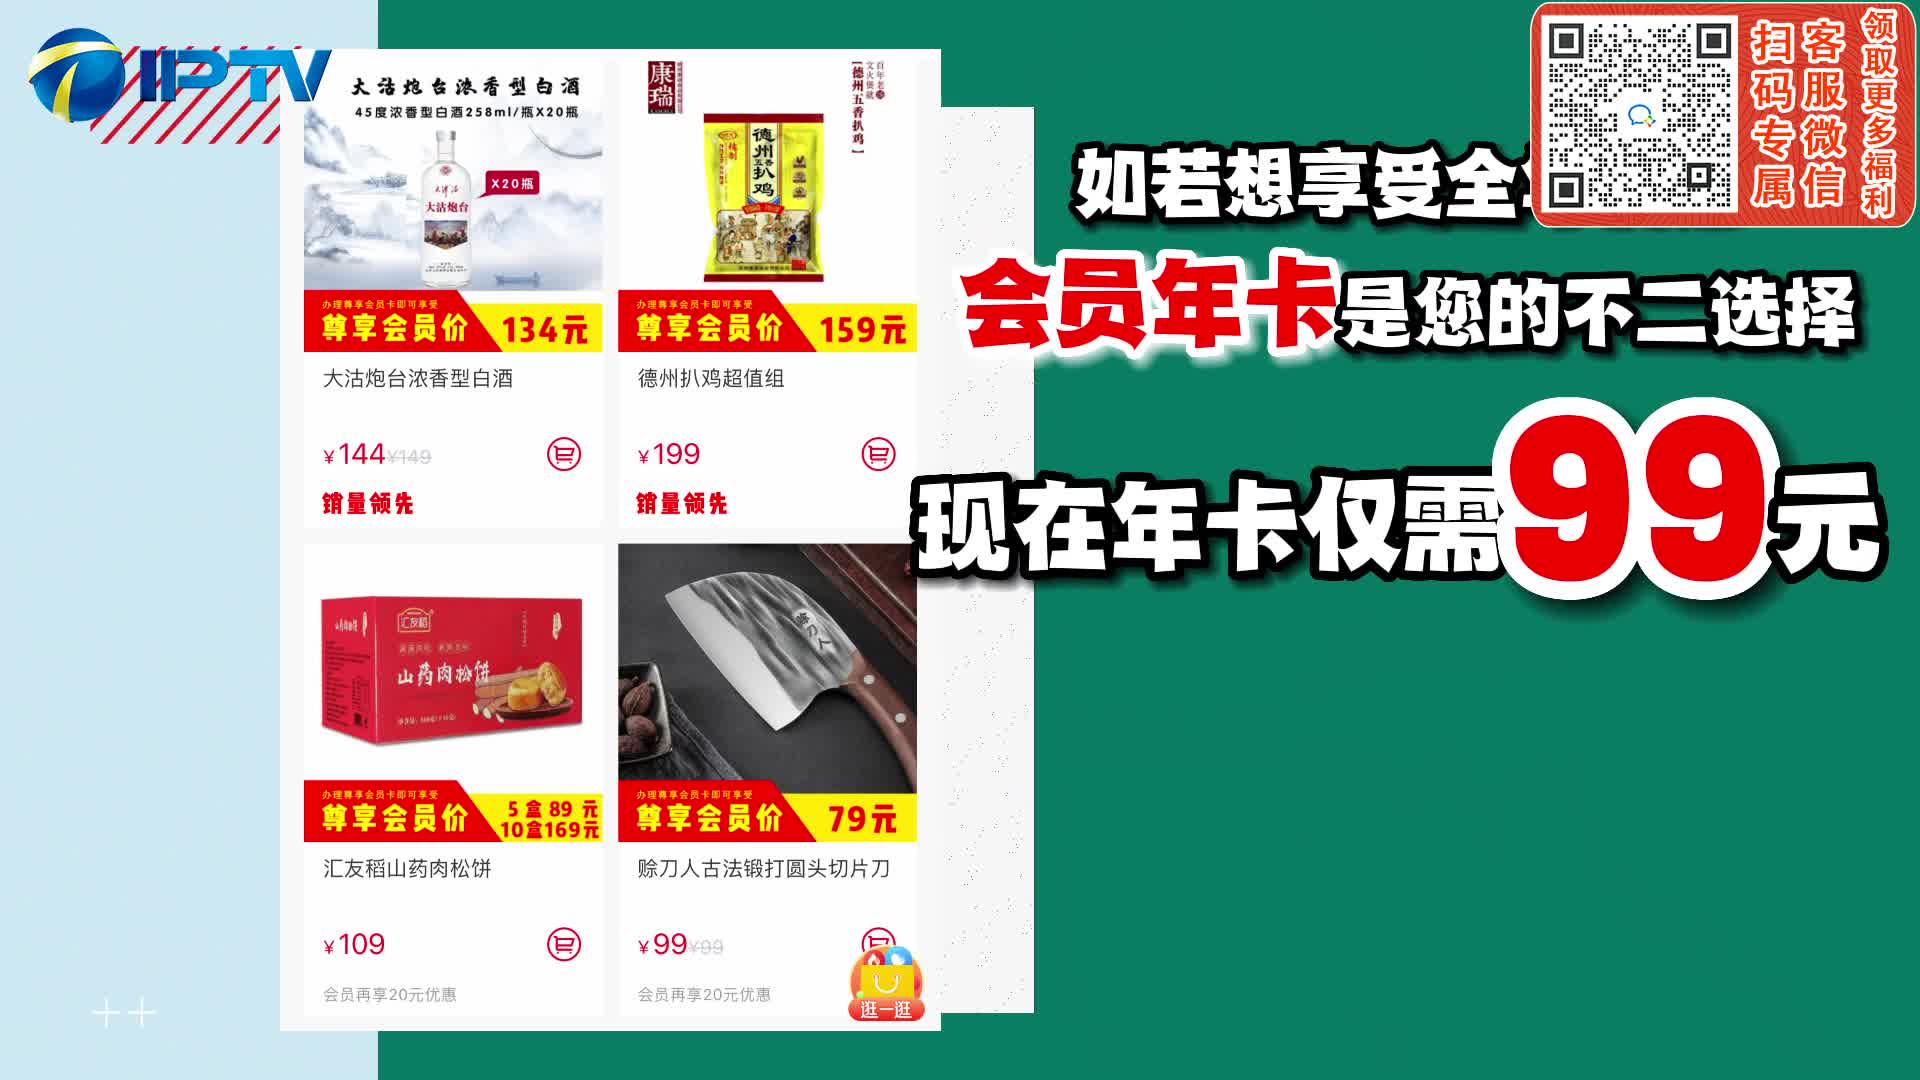 IPTV
大沽炮台浓香型白酒
45度浓香型白酒258ml/瓶X20瓶
X20瓶
大沽炮台
办理尊享会员卡即可享受
尊享会员价
134元
大沽炮台浓香型白酒
¥144¥149
销量领先
康瑞
德州五香扒鸡
德州
五香
扒鸡
办理尊享会员卡即可享受
尊享会员价
159元
德州扒鸡超值组
¥199
销量领先
汇友稻
山药肉松饼
办理尊享会员卡即可享受
尊享会员价
5盒89元
10盒169元
汇友稻山药肉松饼
¥109
会员再享20元优惠
赊刀人
办理尊享会员卡即可享受
尊享会员价
79元
赊刀人古法锻打圆头切片刀
¥99¥99
会员再享20元优惠
逛一逛
如若想享受全
会员年卡是您的不二选择
现在年卡仅需99元
扫码专属
客服微信
领取更多福利